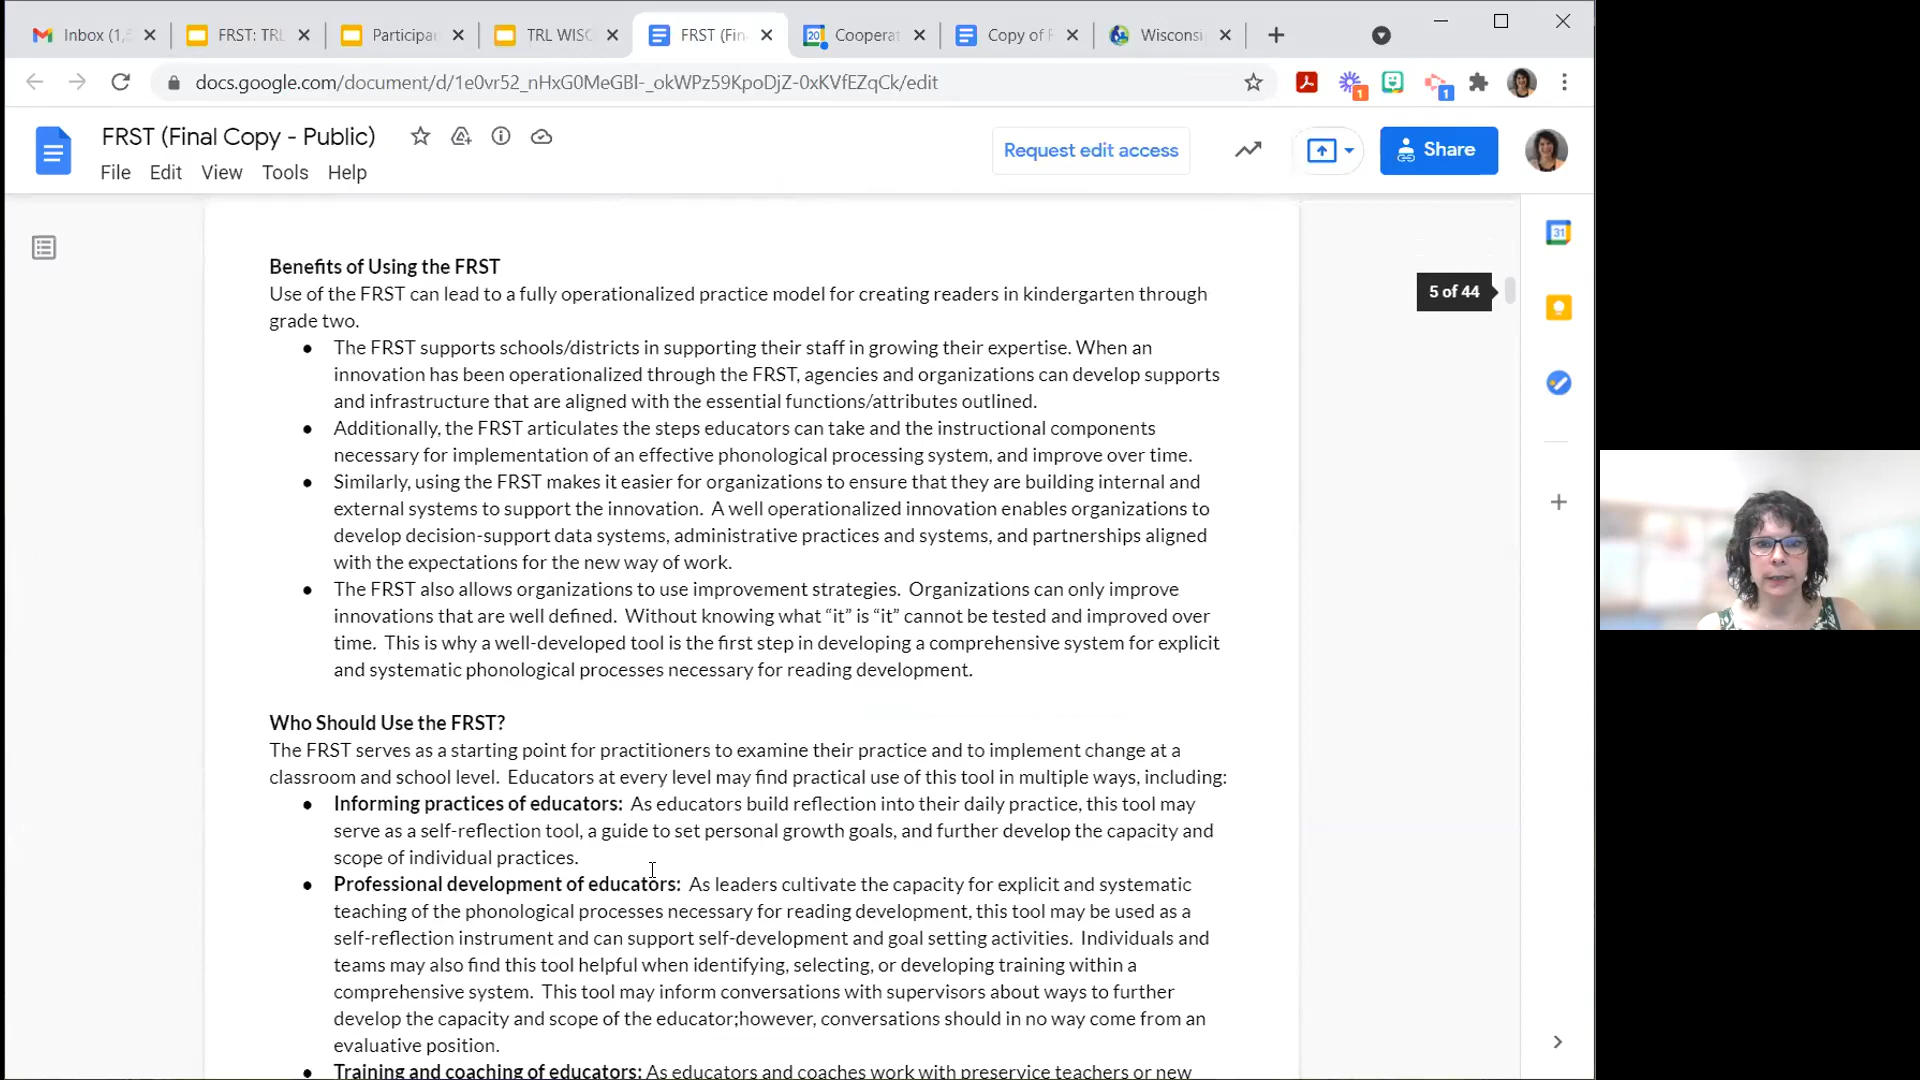 Inbox (1,
FRST: TRL
Participa
TRL WISC
FRST (Fin
Cooperat
Copy of F
Wisconsi
docs.google.com/document/d/1e0vr52_nHxG0MeGBl-_okWPz59KpoDjZ-0xKVfEZqCk/edit
FRST (Final Copy - Public)
File Edit View Tools Help
Request edit access
Share
Benefits of Using the FRST
Use of the FRST can lead to a fully operationalized practice model for creating readers in kindergarten through
grade two.
● The FRST supports schools/districts in supporting their staff in growing their expertise. When an
innovation has been operationalized through the FRST, agencies and organizations can develop supports
and infrastructure that are aligned with the essential functions/attributes outlined.
● Additionally, the FRST articulates the steps educators can take and the instructional components
necessary for implementation of an effective phonological processing system, and improve over time.
● Similarly, using the FRST makes it easier for organizations to ensure that they are building internal and
external systems to support the innovation. A well operationalized innovation enables organizations to
develop decision-support data systems, administrative practices and systems, and partnerships aligned
with the expectations for the new way of work.
● The FRST also allows organizations to use improvement strategies. Organizations can only improve
innovations that are well defined. Without knowing what “it” is “it” cannot be tested and improved over
time. This is why a well-developed tool is the first step in developing a comprehensive system for explicit
and systematic phonological processes necessary for reading development.
Who Should Use the FRST?
The FRST serves as a starting point for practitioners to examine their practice and to implement change at a
classroom and school level. Educators at every level may find practical use of this tool in multiple ways, including:
● Informing practices of educators: As educators build reflection into their daily practice, this tool may
serve as a self-reflection tool, a guide to set personal growth goals, and further develop the capacity and
scope of individual practices.
● Professional development of educators: As leaders cultivate the capacity for explicit and systematic
teaching of the phonological processes necessary for reading development, this tool may be used as a
self-reflection instrument and can support self-development and goal setting activities. Individuals and
teams may also find this tool helpful when identifying, selecting, or developing training within a
comprehensive system. This tool may inform conversations with supervisors about ways to further
develop the capacity and scope of the educator;however, conversations should in no way come from an
evaluative position.
● Training and coaching of educators: As educators and coaches work with preservice teachers or new
5 of 44
20
1
1
31